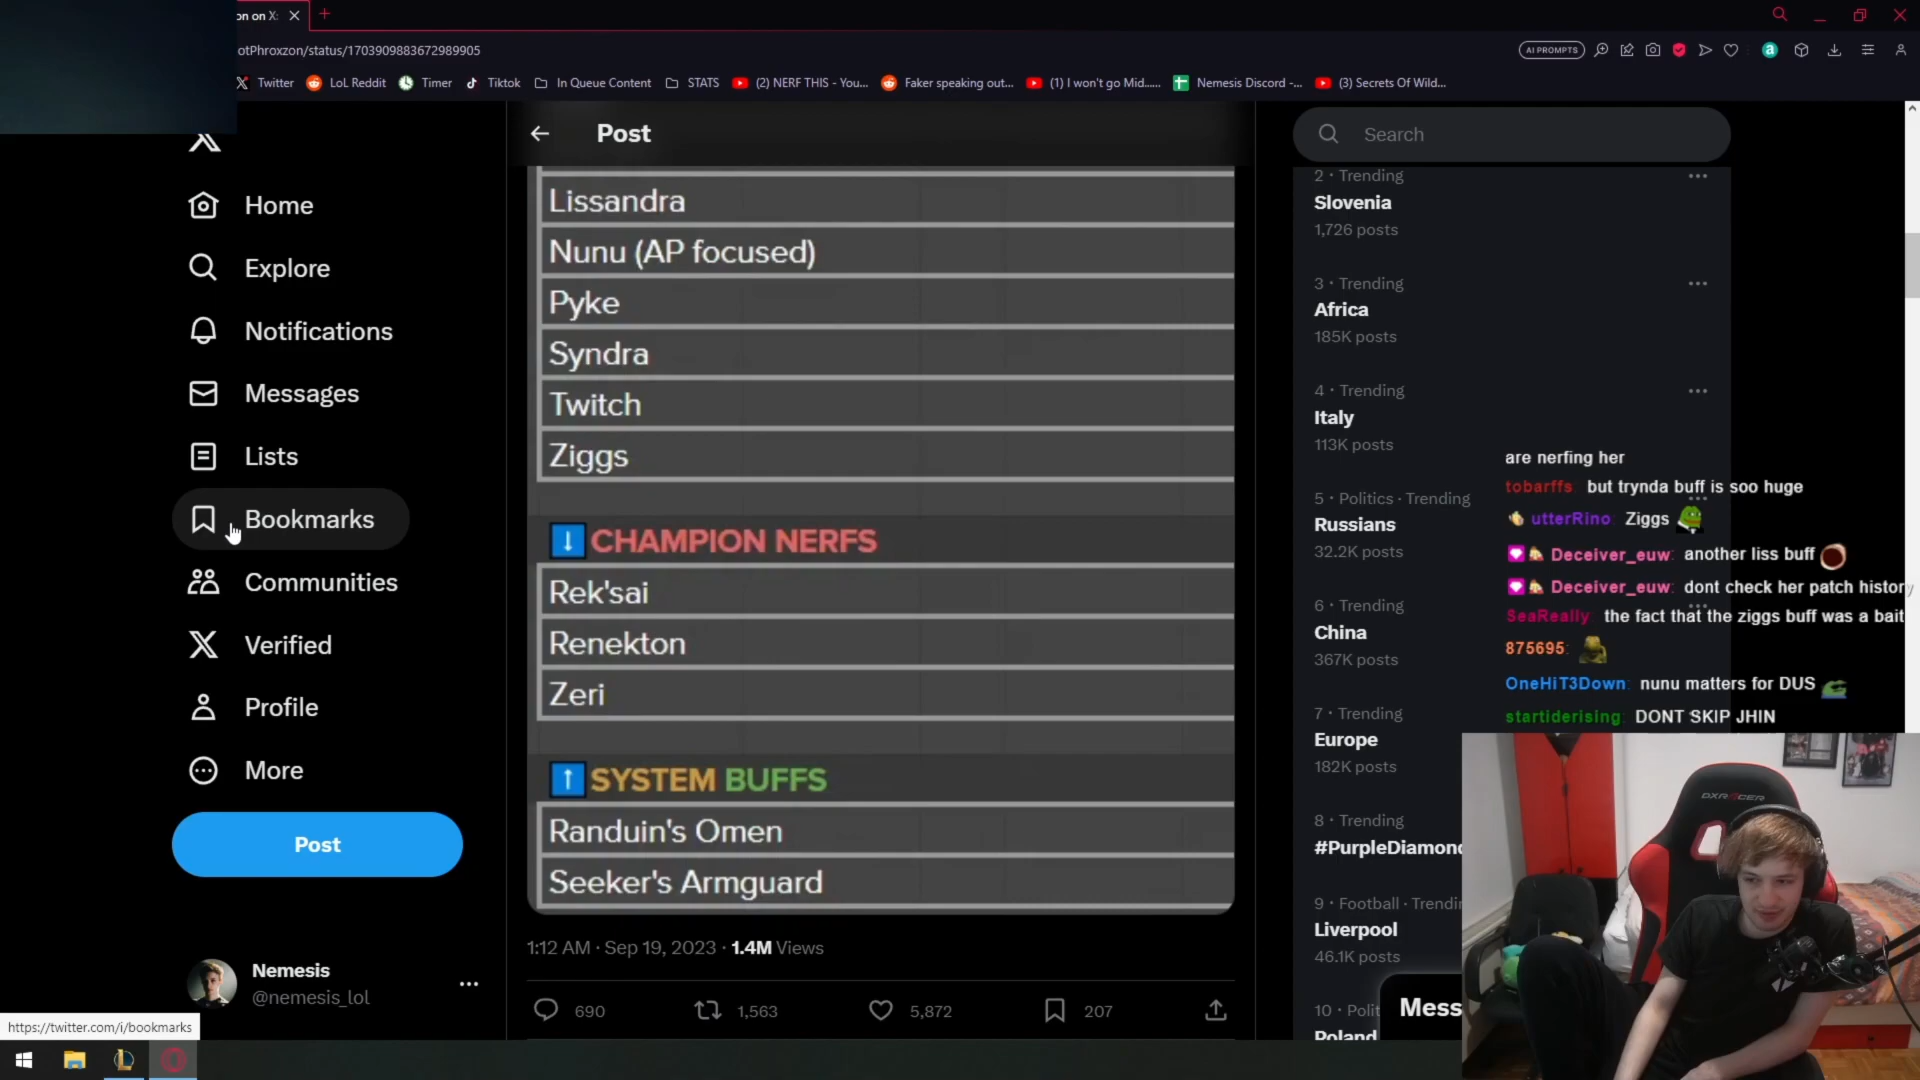 on on X:
otPhroxzon/status/1703909883672989905
AI PROMPTS
Twitter
LoL Reddit
Timer
Tiktok
In Queue Content
STATS
(2) NERF THIS - You...
Faker speaking out...
(1) I won't go Mid......
Nemesis Discord -...
(3) Secrets Of Wild...
Home
Explore
Notifications
Messages
Lists
Bookmarks
Communities
Verified
Profile
More
Post
Nemesis
@nemesis_lol
https://twitter.com/i/bookmarks
Post
Lissandra
Nunu (AP focused)
Pyke
Syndra
Twitch
Ziggs
CHAMPION NERFS
Rek'sai
Renekton
Zeri
SYSTEM BUFFS
Randuin's Omen
Seeker's Armguard
1:12 AM · Sep 19, 2023 · 1.4M Views
690
1,563
5,872
207
Search
2 · Trending
Slovenia
1,726 posts
3 · Trending
Africa
185K posts
4 · Trending
Italy
113K posts
5 · Politics · Trending
Russians
32.2K posts
6 · Trending
China
367K posts
7 · Trending
Europe
182K posts
8 · Trending
#PurpleDiamond
9 · Football · Trendin
Liverpool
46.1K posts
10 · Polit
Poland
Mess
are nerfing her
tobarffs: but trynda buff is soo huge
utterRino: Ziggs
Deceiver_euw: another liss buff
Deceiver_euw: dont check her patch history
SeaReally: the fact that the ziggs buff was a bait
875695:
OneHiT3Down: nunu matters for DUS
startiderising: DONT SKIP JHIN
DXRACER